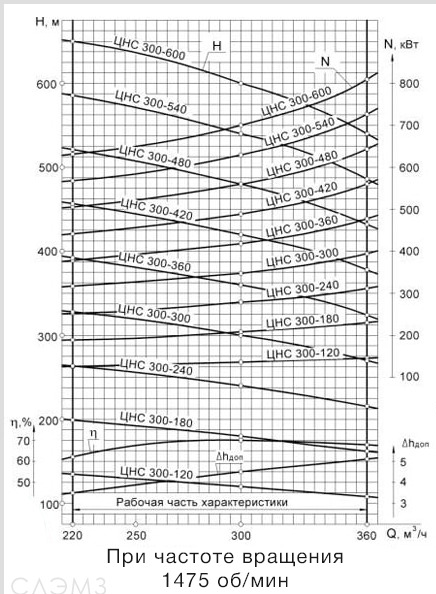 H, м
N, кВт
ЦНС 300-600
H
N
600
800
ЦНС 300-540
ЦНС 300-600
700
ЦНС 300-540
ЦНС 300-480
500
600
ЦНС 300-480
ЦНС 300-420
ЦНС 300-420
500
ЦНС 300-360
400
400
ЦНС 300-360
ЦНС 300-300
300
ЦНС 300-240
ЦНС 300-300
ЦНС 300-180
300
200
ЦНС 300-120
ЦНС 300-240
100
200
ЦНС 300-180
η,%
70
η
Δhдоп
Δhдоп
60
5
ЦНС 300-120
50
4
Рабочая часть характеристики
100
3
220
250
300
360
Q, м³/ч
При частоте вращения
1475 об/мин
СЛЭМЗ